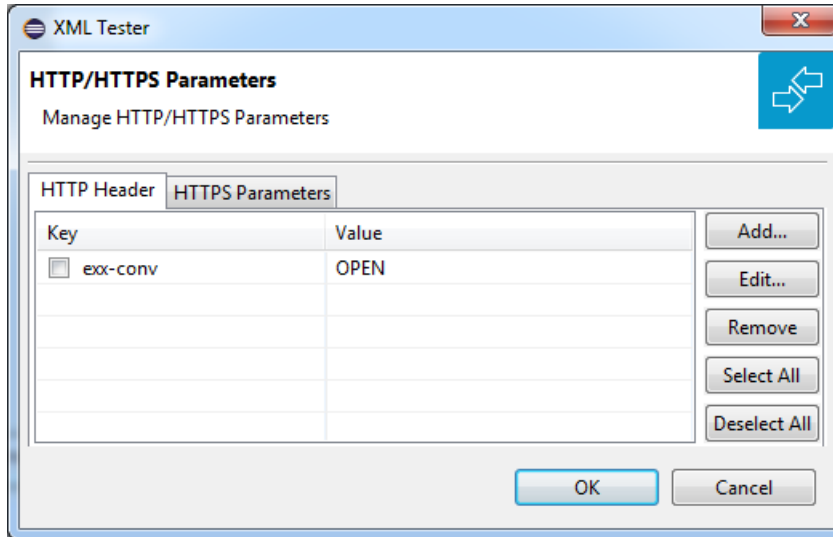 XML Tester
HTTP/HTTPS Parameters
Manage HTTP/HTTPS Parameters
HTTP Header HTTPS Parameters
Key Value
exx-conv OPEN
Add...
Edit...
Remove
Select All
Deselect All
OK Cancel